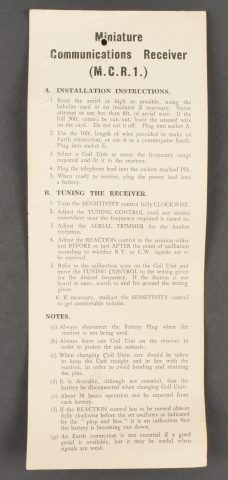 Miniature
Communications Receiver
(M.C.R.1.)
A. INSTALLATION INSTRUCTIONS.
1. Erect the aerial as high as possible, using the
bakelite card as an insulator if necessary. Never
attempt to use less than 6ft. of aerial wire. If the
full 30ft. cannot be run out, leave the unused wire
on the card. Do not cut it off. Plug into socket A.
2. Use the 10ft. length of wire provided to make an
Earth connection, or use it as a counterpoise Earth.
Plug into socket E.
3. Select a Coil Unit to cover the frequency range
required and fit it to the receiver.
4. Plug the telephone lead into the sockets marked PH.
5. When ready to receive, plug the power lead into
a battery.
B. TUNING THE RECEIVER.
1. Turn the SENSITIVITY control fully CLOCKWISE.
2. Adjust the TUNING CONTROL until any station
somewhere near the frequency required is tuned in.
3. Adjust the AERIAL TRIMMER for the loudest
reception.
4. Adjust the REACTION control to the position either
just BEFORE or just AFTER the point of oscillation
according to whether R.T. or C.W. signals are to
be received.
5. Refer to the calibration scale on the Coil Unit and
move the TUNING CONTROL to the setting given
for the desired frequency. If the Station is not
heard at once, search to and fro around the setting
given.
6. If necessary, readjust the SENSITIVITY control
to get comfortable volume.
NOTES.
(a) Always disconnect the Battery Plug when the
receiver is not being used.
(b) Always leave one Coil Unit on the receiver in
order to protect the pin contacts.
(c) When changing Coil Units care should be taken
to keep the Unit straight and in line with the
receiver, in order to avoid bending and straining
the pins.
(d) It is desirable, although not essential, that the
battery be disconnected when changing Coil Units.
(e) About 30 hours operation can be expected from
each battery.
(f) If the REACTION control has to be turned almost
fully clockwise before the set oscillates as indicated
by the " plop and hiss " it is an indication that
the battery is becoming run down.
(g) An Earth connection is not essential if a good
aerial is available, but it may be useful when
signals are weak.